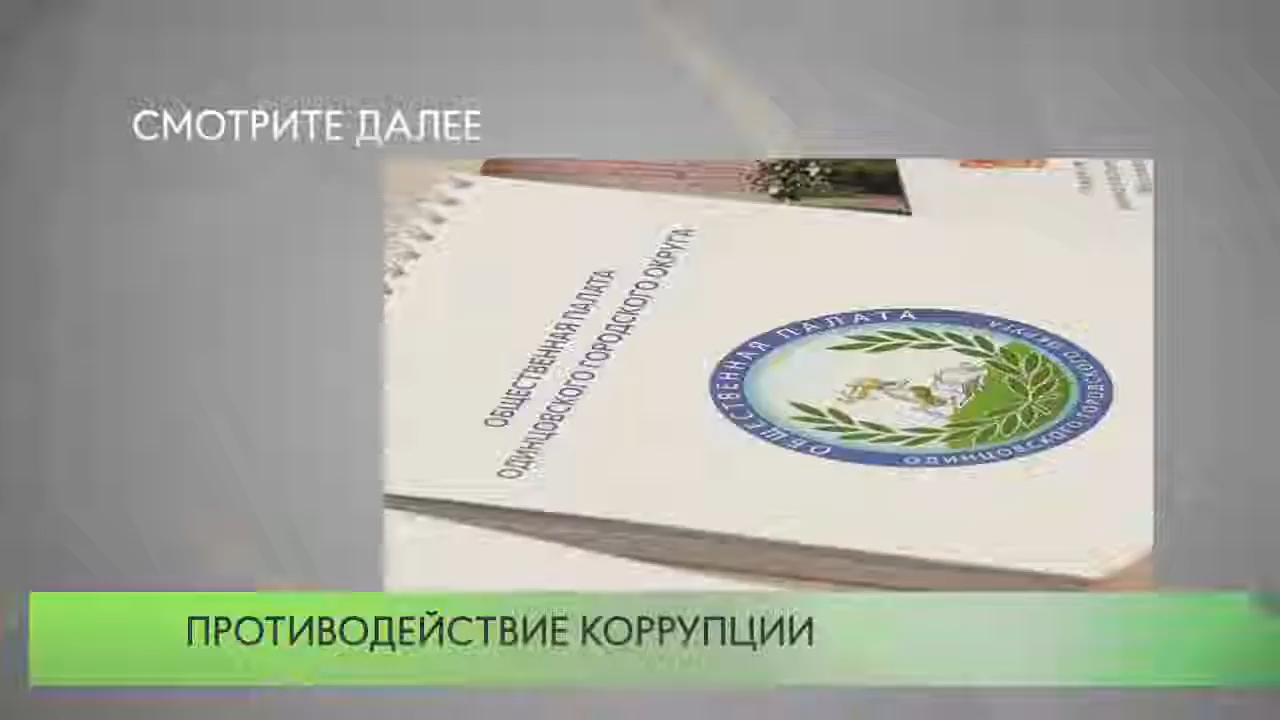 СМОТРИТЕ ДАЛЕЕ
ОБЩЕСТВЕННАЯ ПАЛАТА
ОДИНЦОВСКОГО ГОРОДСКОГО ОКРУГА
ОБЩЕСТВЕННАЯ ПАЛАТА
ОДИНЦОВСКОГО ГОРОДСКОГО ОКРУГА
ПРОТИВОДЕЙСТВИЕ КОРРУПЦИИ